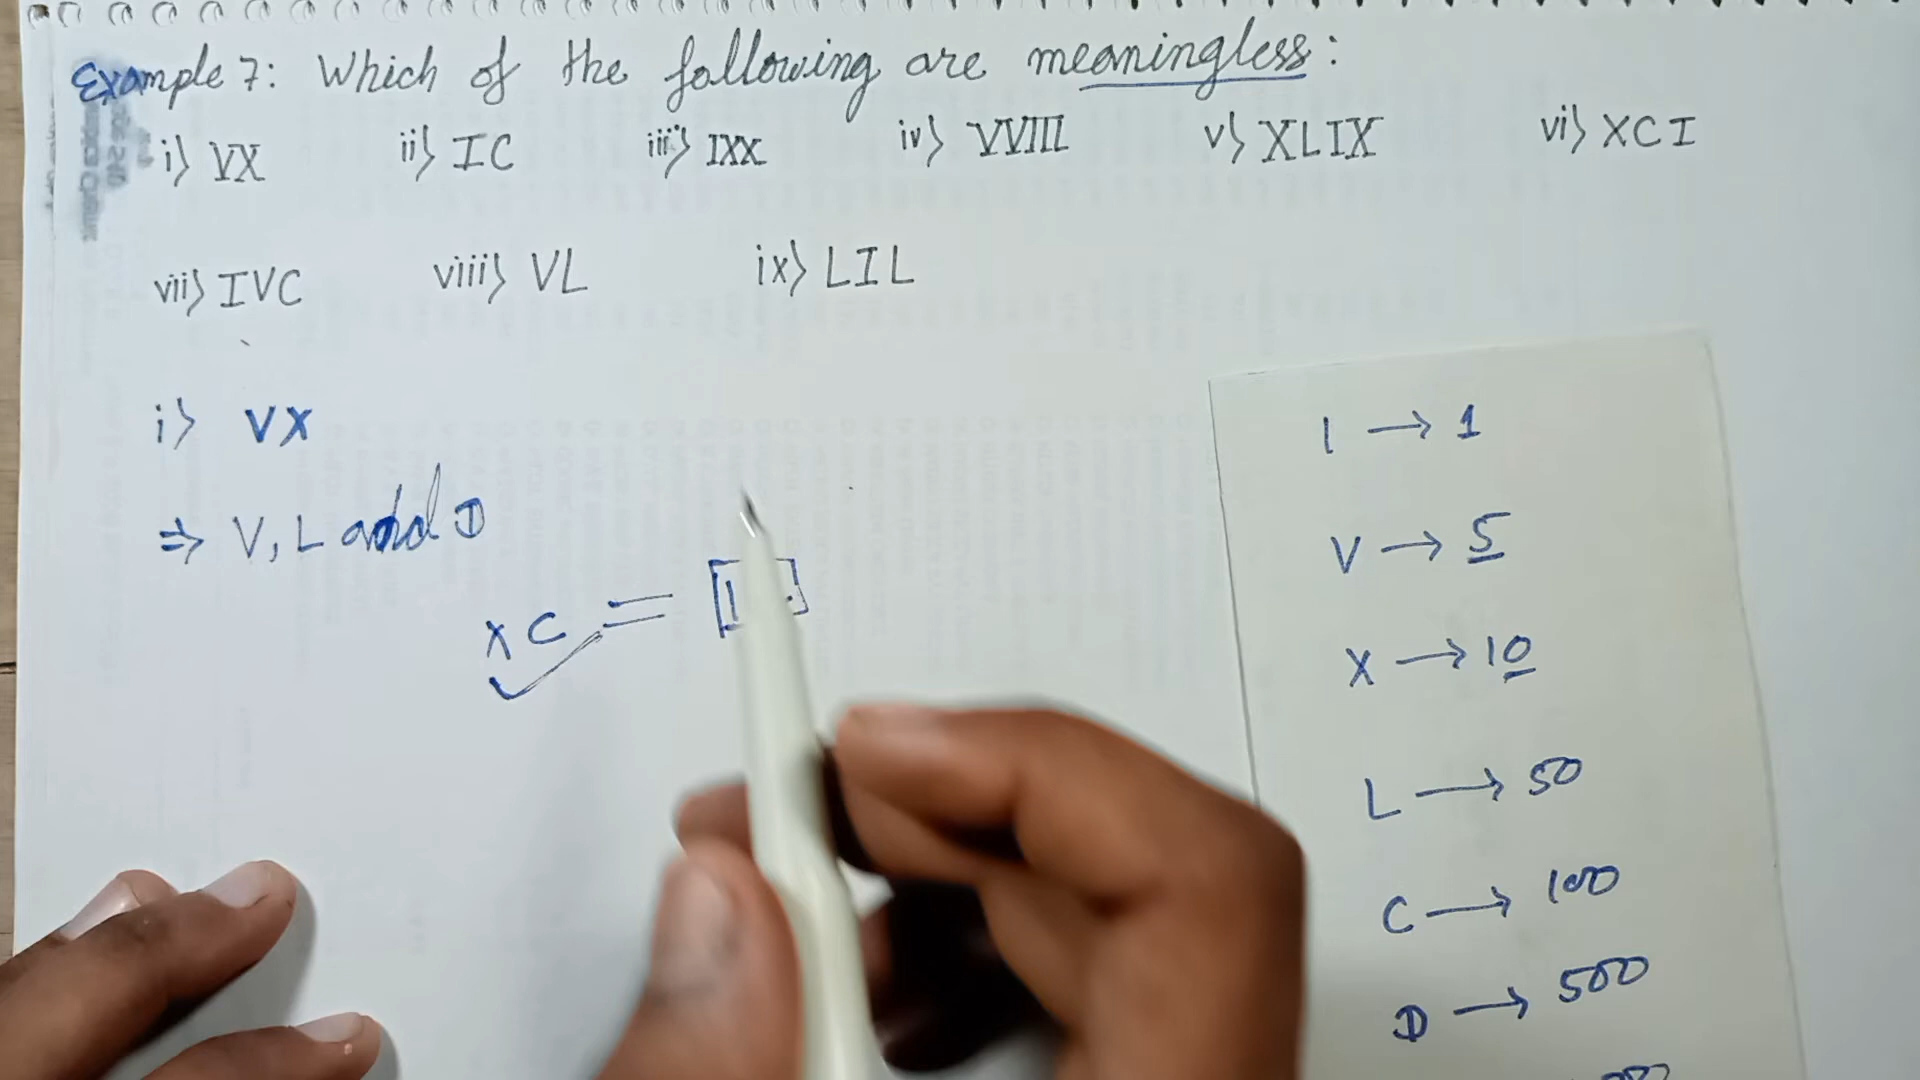 Example 7: Which of the following are meaningless:
i) VX ii) IC iii) IXX iv) VVIII v) XLIX vi) XCI
vii) IVC viii) VL ix) LIL
i) VX
⇒ V, L and D
XC =
I → 1
V → 5
X → 10
L → 50
C → 100
D → 500